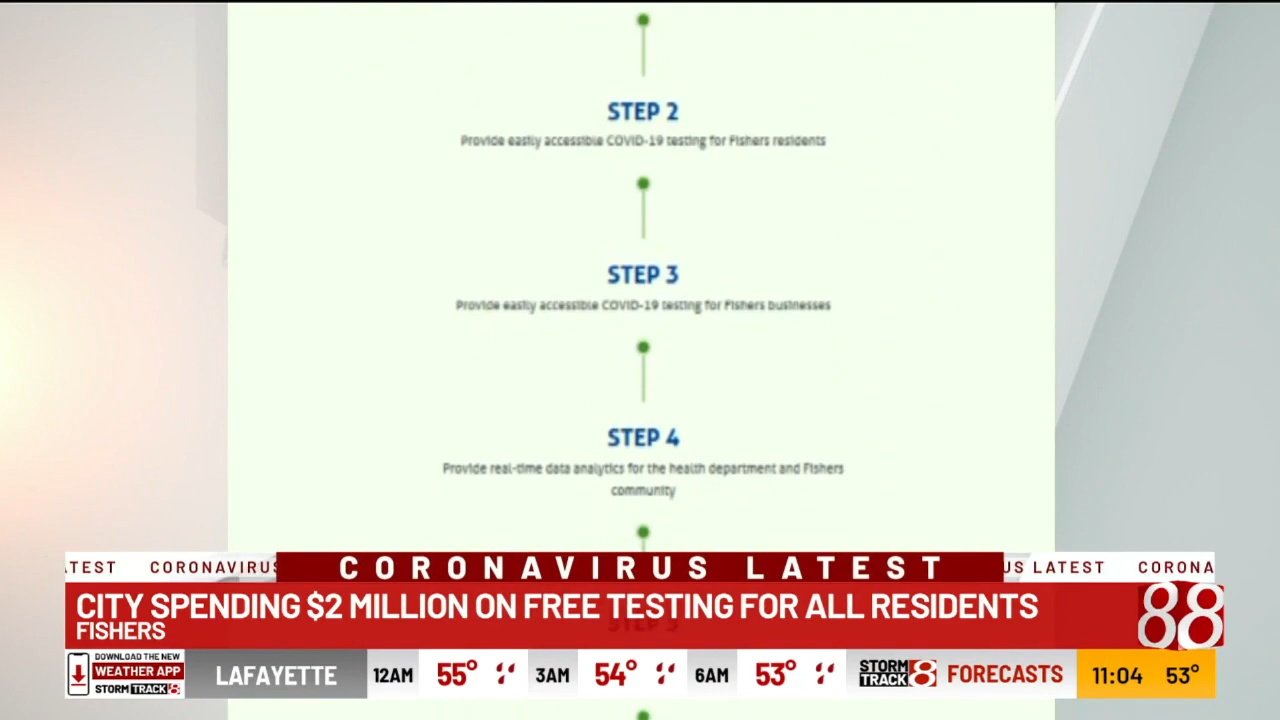 STEP 2
Provide easily accessible COVID-19 testing for Fishers residents
STEP 3
Provide easily accessible COVID-19 testing for Fishers businesses
STEP 4
Provide real-time data analytics for the health department and Fishers
community
ATEST CORONAVIRUS
CORONAVIRUS LATEST
US LATEST CORONA
CITY SPENDING $2 MILLION ON FREE TESTING FOR ALL RESIDENTS
FISHERS
STEP 5
88
DOWNLOAD THE NEW
WEATHER APP
STORM TRACK 8
LAFAYETTE 12AM 55° 3AM 54° 6AM 53°
STORM
TRACK 8 FORECASTS
11:04 53°